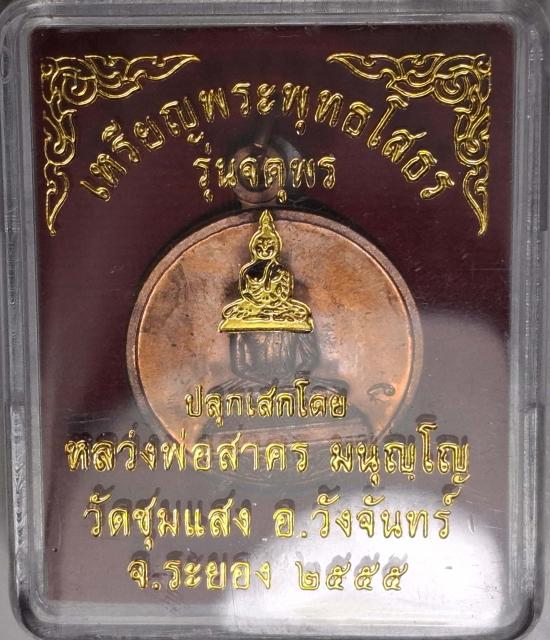 เหรียญพระพุทธโสธร
รุ่นจตุพร
ปลุกเสกโดย
หลวงพ่อสาคร มนุญฺโญ
วัดชุมแสง อ.วังจันทร์
จ.ระยอง ๒๕๕๕